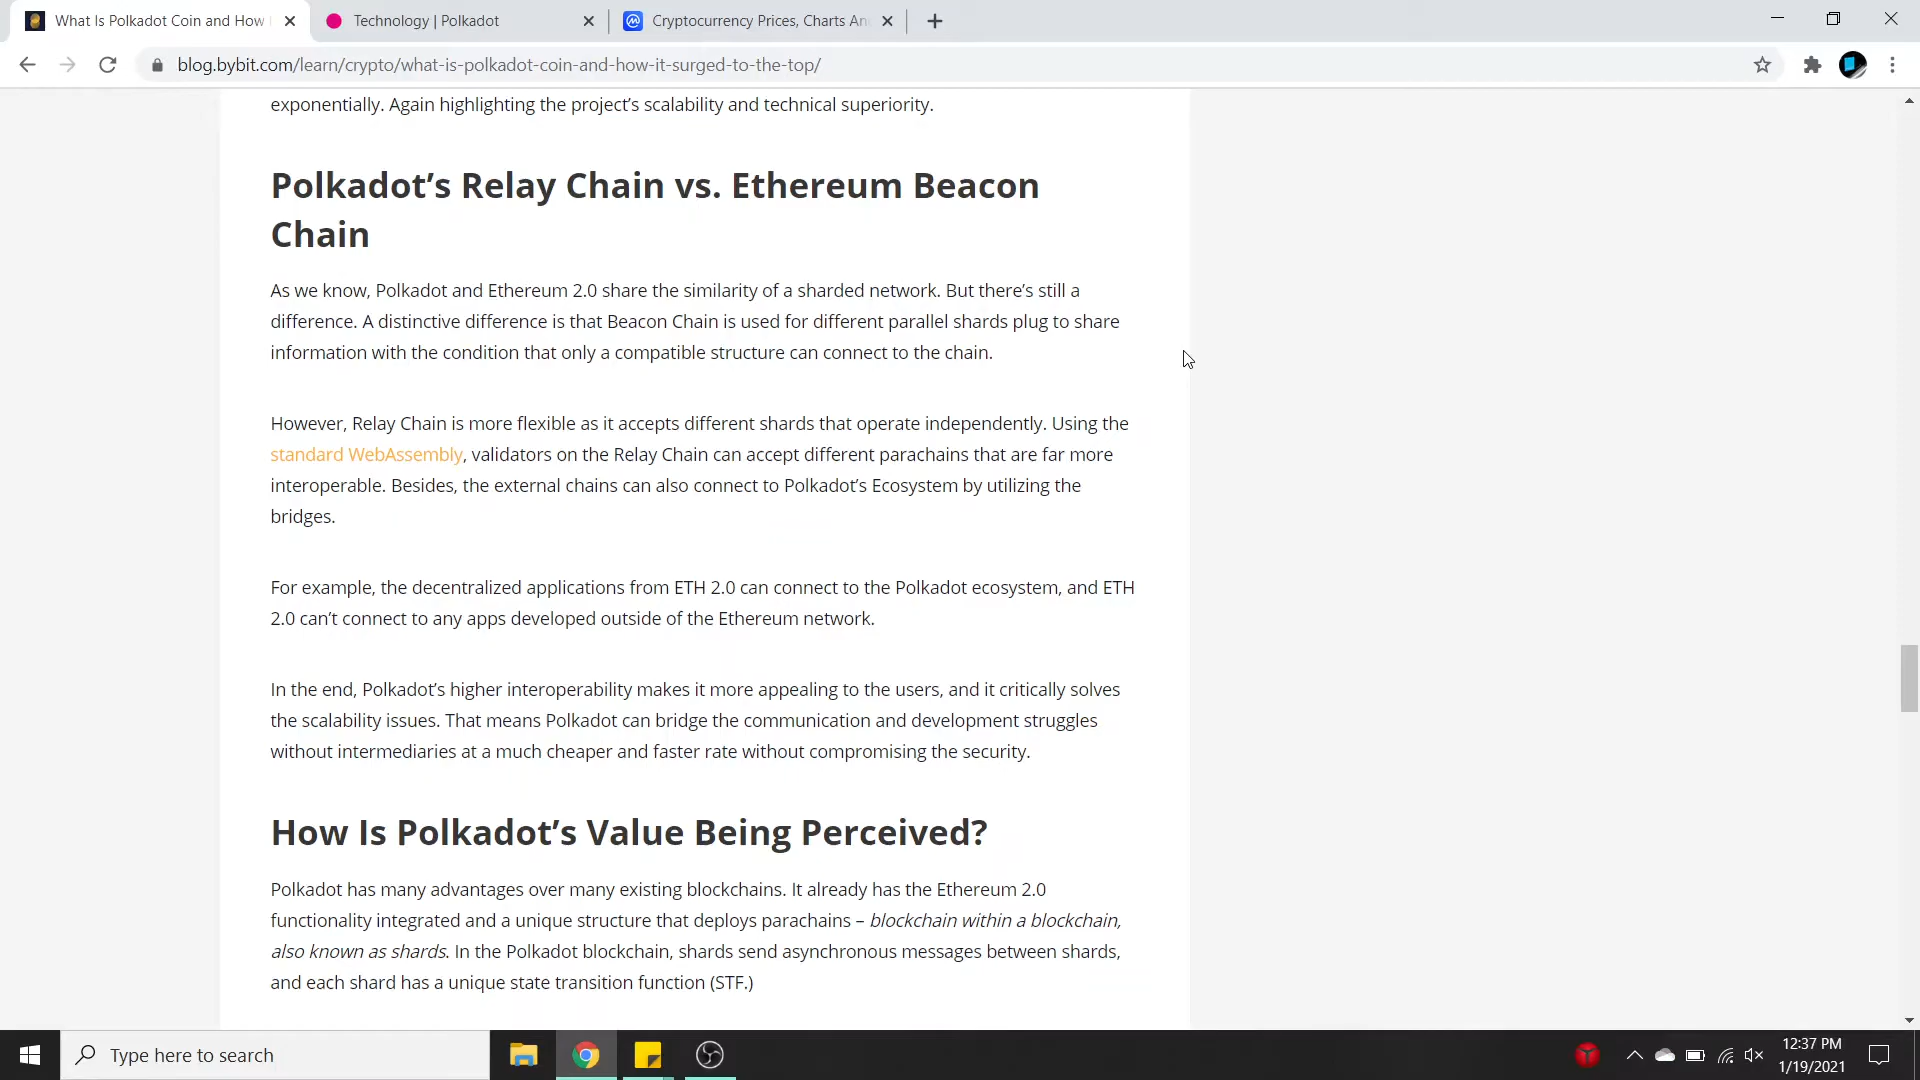 What Is Polkadot Coin and How
Technology | Polkadot
Cryptocurrency Prices, Charts An
blog.bybit.com/learn/crypto/what-is-polkadot-coin-and-how-it-surged-to-the-top/
exponentially. Again highlighting the project’s scalability and technical superiority.
Polkadot’s Relay Chain vs. Ethereum Beacon
Chain
As we know, Polkadot and Ethereum 2.0 share the similarity of a sharded network. But there’s still a
difference. A distinctive difference is that Beacon Chain is used for different parallel shards plug to share
information with the condition that only a compatible structure can connect to the chain.
However, Relay Chain is more flexible as it accepts different shards that operate independently. Using the
standard WebAssembly, validators on the Relay Chain can accept different parachains that are far more
interoperable. Besides, the external chains can also connect to Polkadot’s Ecosystem by utilizing the
bridges.
For example, the decentralized applications from ETH 2.0 can connect to the Polkadot ecosystem, and ETH
2.0 can’t connect to any apps developed outside of the Ethereum network.
In the end, Polkadot’s higher interoperability makes it more appealing to the users, and it critically solves
the scalability issues. That means Polkadot can bridge the communication and development struggles
without intermediaries at a much cheaper and faster rate without compromising the security.
How Is Polkadot’s Value Being Perceived?
Polkadot has many advantages over many existing blockchains. It already has the Ethereum 2.0
functionality integrated and a unique structure that deploys parachains – blockchain within a blockchain,
also known as shards. In the Polkadot blockchain, shards send asynchronous messages between shards,
and each shard has a unique state transition function (STF.)
Type here to search
12:37 PM
1/19/2021